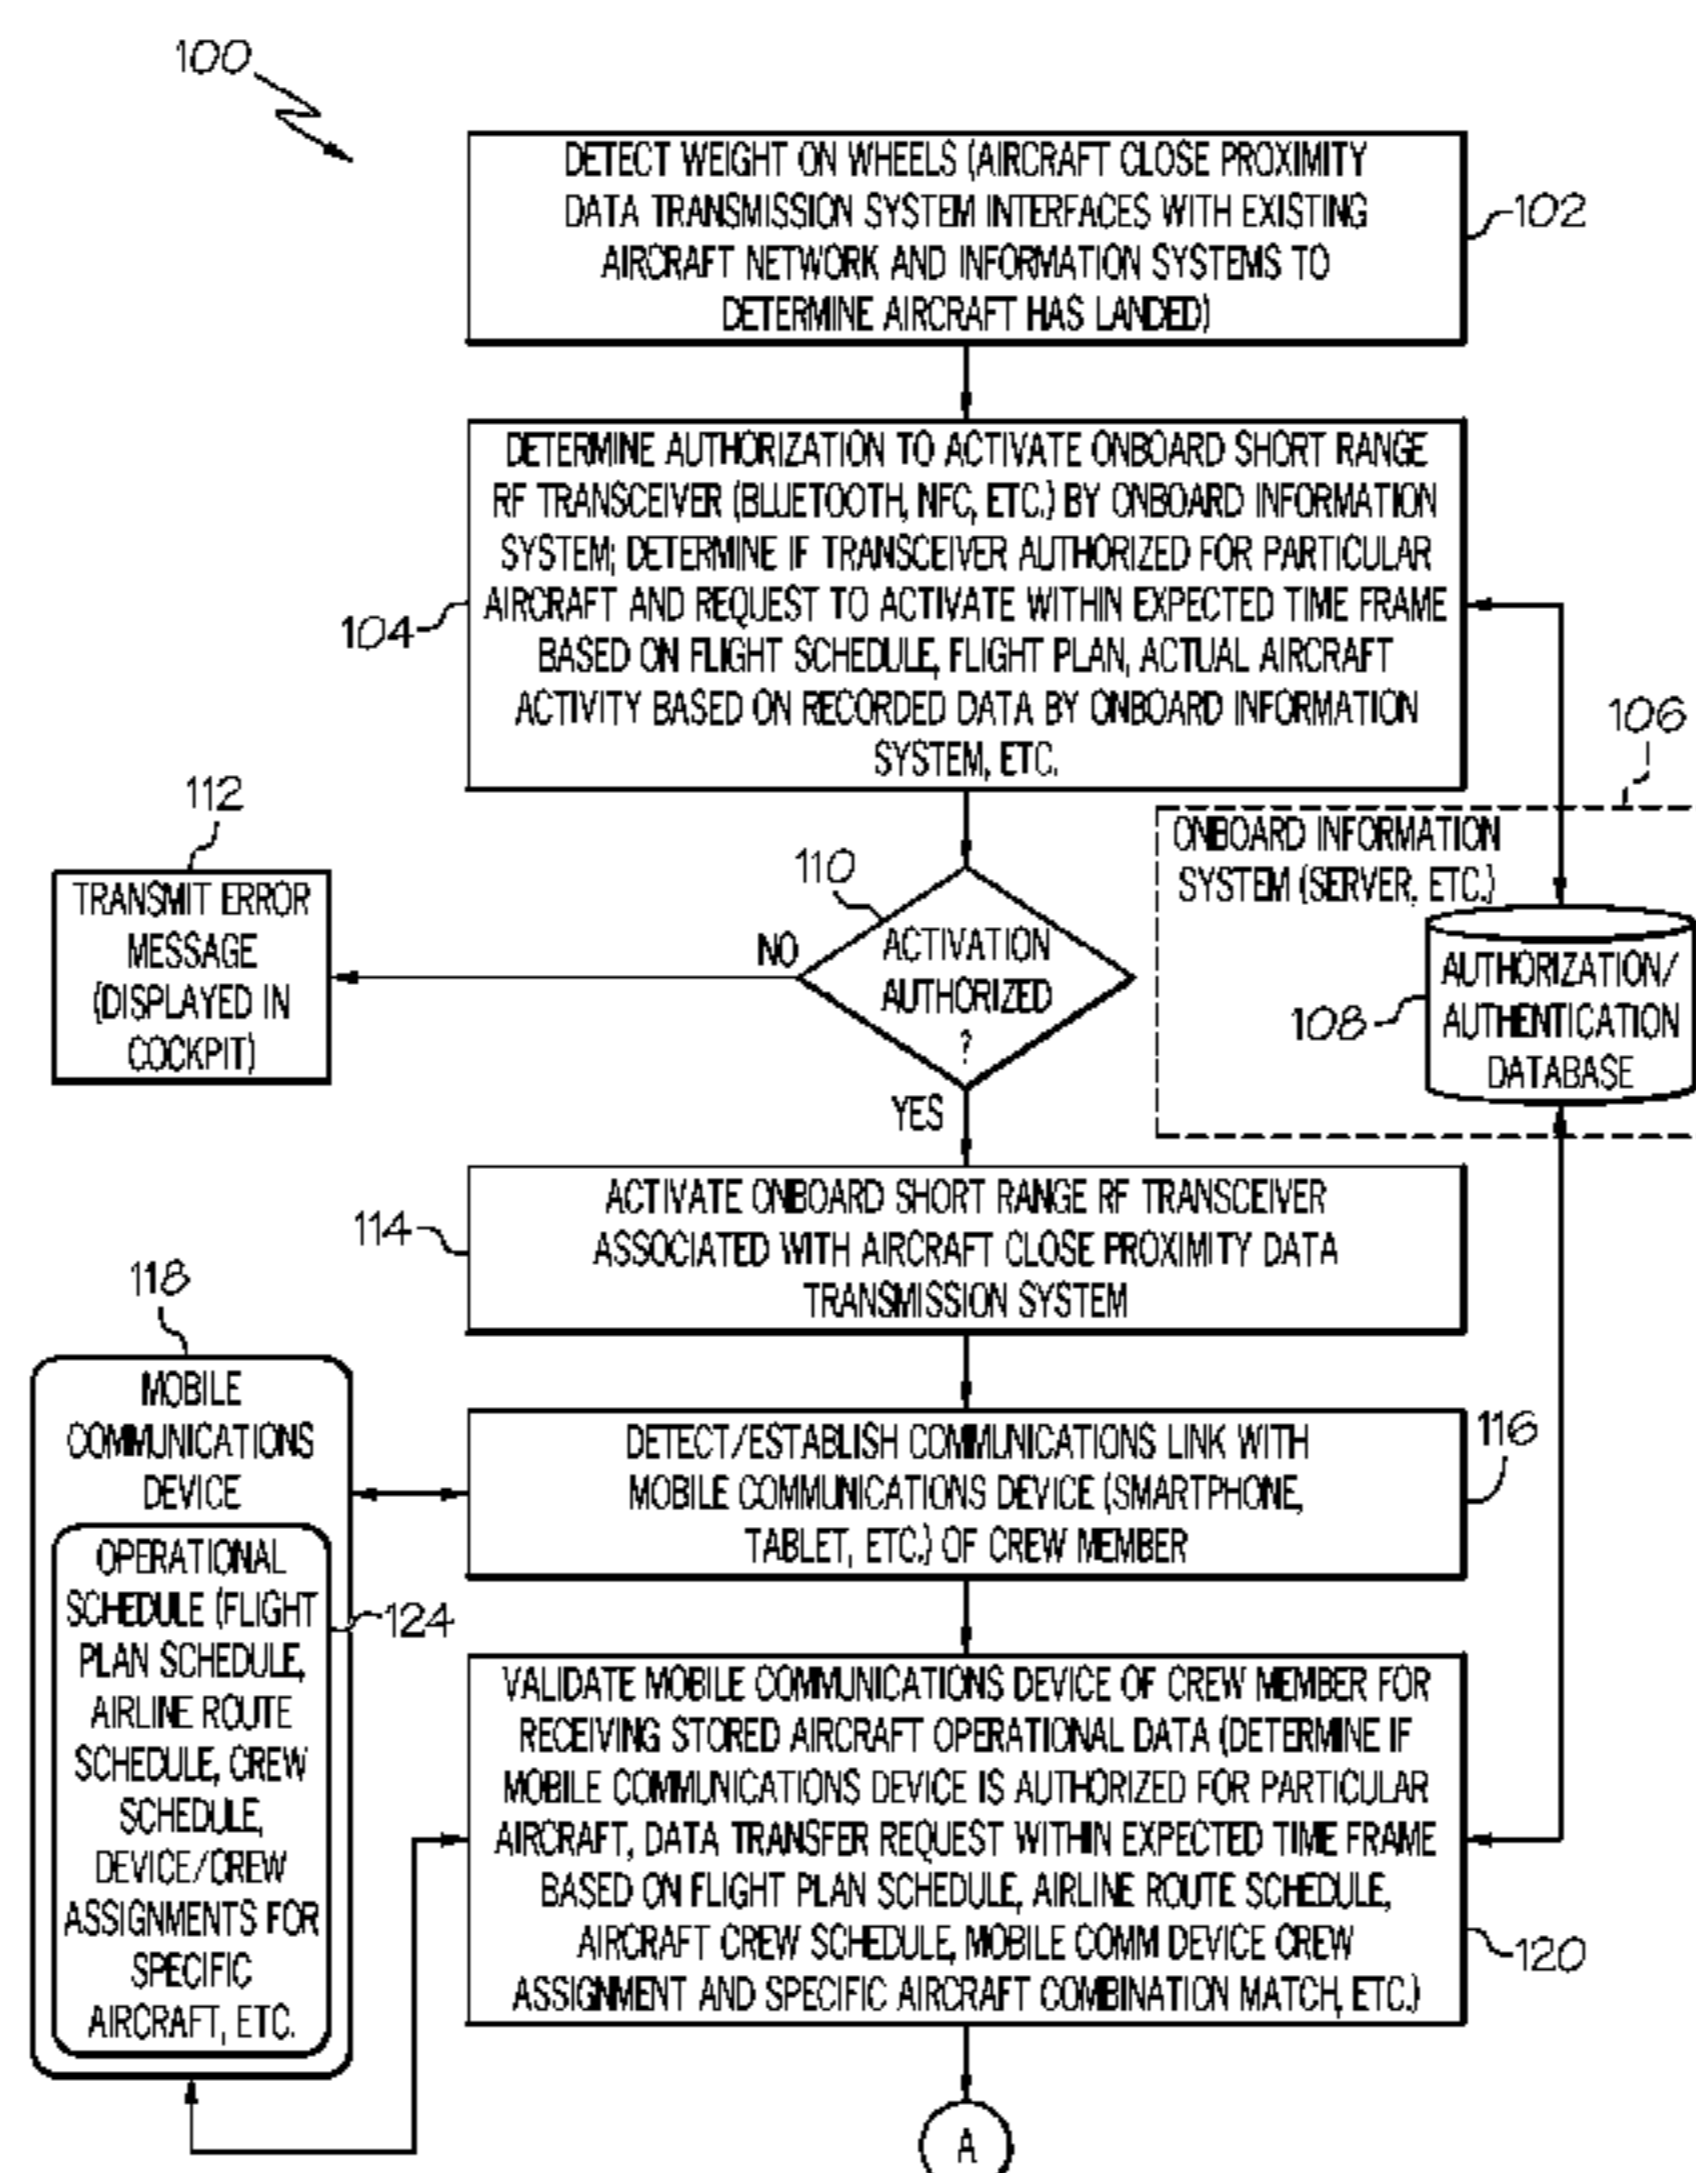 100
DETECT WEIGHT ON WHEELS (AIRCRAFT CLOSE PROXIMITY
DATA TRANSMISSION SYSTEM INTERFACES WITH EXISTING
AIRCRAFT NETWORK AND INFORMATION SYSTEMS TO
DETERMINE AIRCRAFT HAS LANDED)
102
DETERMINE AUTHORIZATION TO ACTIVATE ONBOARD SHORT RANGE
RF TRANSCEIVER (BLUETOOTH, NFC, ETC.) BY ONBOARD INFORMATION
SYSTEM; DETERMINE IF TRANSCEIVER AUTHORIZED FOR PARTICULAR
AIRCRAFT AND REQUEST TO ACTIVATE WITHIN EXPECTED TIME FRAME
BASED ON FLIGHT SCHEDULE, FLIGHT PLAN, ACTUAL AIRCRAFT
ACTIVITY BASED ON RECORDED DATA BY ONBOARD INFORMATION
SYSTEM, ETC.
104
106
ONBOARD INFORMATION
SYSTEM (SERVER, ETC.)
108
AUTHORIZATION/
AUTHENTICATION
DATABASE
110
ACTIVATION
AUTHORIZED
?
NO
YES
112
TRANSMIT ERROR
MESSAGE
(DISPLAYED IN
COCKPIT)
114
ACTIVATE ONBOARD SHORT RANGE RF TRANSCEIVER
ASSOCIATED WITH AIRCRAFT CLOSE PROXIMITY DATA
TRANSMISSION SYSTEM
116
DETECT/ESTABLISH COMMUNICATIONS LINK WITH
MOBILE COMMUNICATIONS DEVICE (SMARTPHONE,
TABLET, ETC.) OF CREW MEMBER
118
MOBILE
COMMUNICATIONS
DEVICE
OPERATIONAL
SCHEDULE (FLIGHT
PLAN SCHEDULE,
AIRLINE ROUTE
SCHEDULE, CREW
SCHEDULE,
DEVICE/CREW
ASSIGNMENTS FOR
SPECIFIC
AIRCRAFT, ETC.
124
VALIDATE MOBILE COMMUNICATIONS DEVICE OF CREW MEMBER FOR
RECEIVING STORED AIRCRAFT OPERATIONAL DATA (DETERMINE IF
MOBILE COMMUNICATIONS DEVICE IS AUTHORIZED FOR PARTICULAR
AIRCRAFT, DATA TRANSFER REQUEST WITHIN EXPECTED TIME FRAME
BASED ON FLIGHT PLAN SCHEDULE, AIRLINE ROUTE SCHEDULE,
AIRCRAFT CREW SCHEDULE, MOBILE COMM DEVICE CREW
ASSIGNMENT AND SPECIFIC AIRCRAFT COMBINATION MATCH, ETC.)
120
A